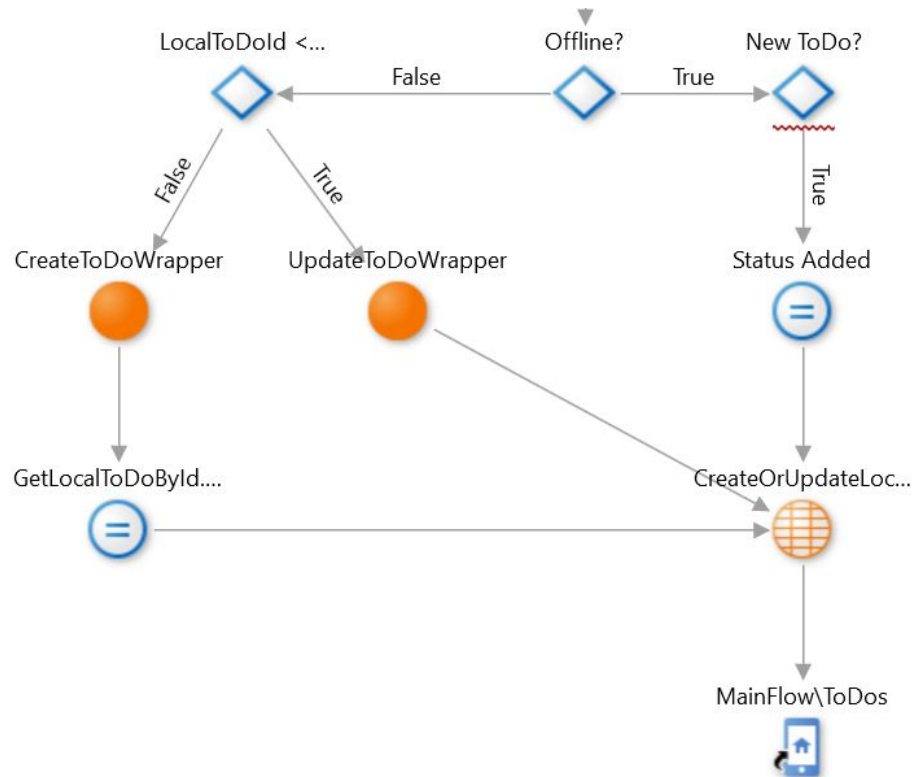 LocalToDoId <...
Offline?
New ToDo?
False
True
False
True
True
CreateToDoWrapper
UpdateToDoWrapper
Status Added
GetLocalToDoById....
CreateOrUpdateLoc...
MainFlow\ToDos